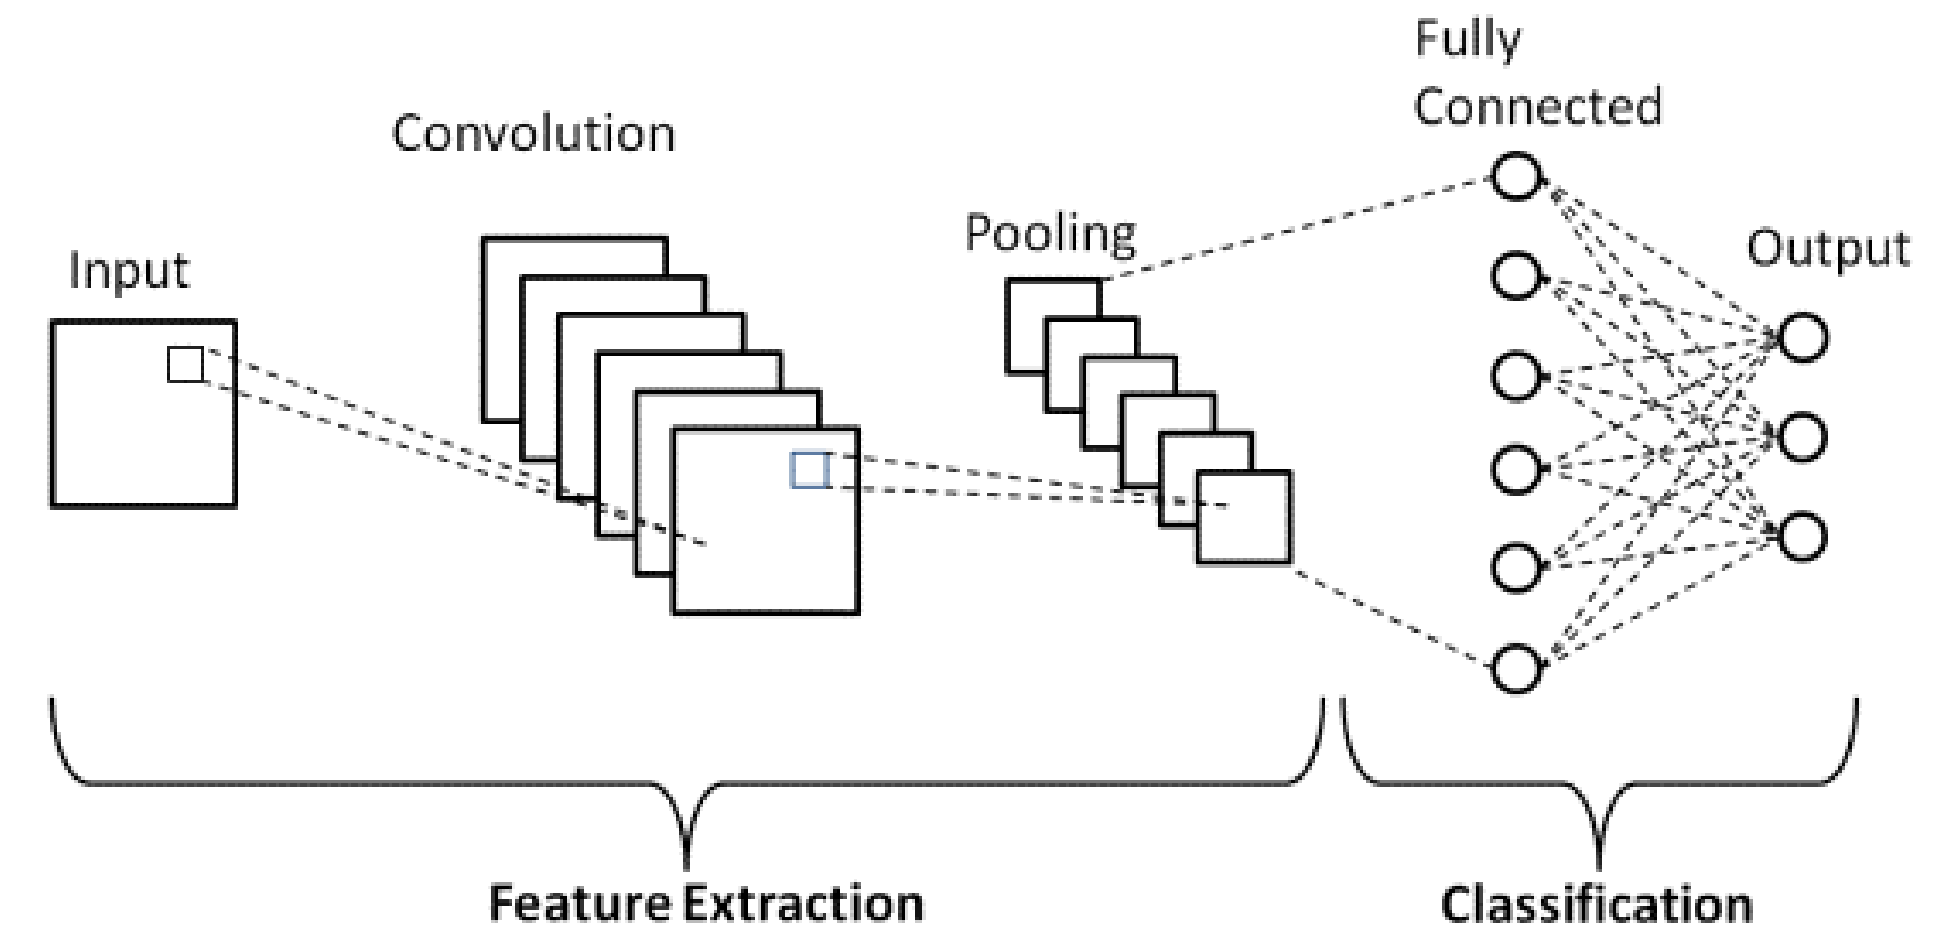 Fully
Connected
Convolution
Pooling
Output
Input
Feature Extraction
Classification